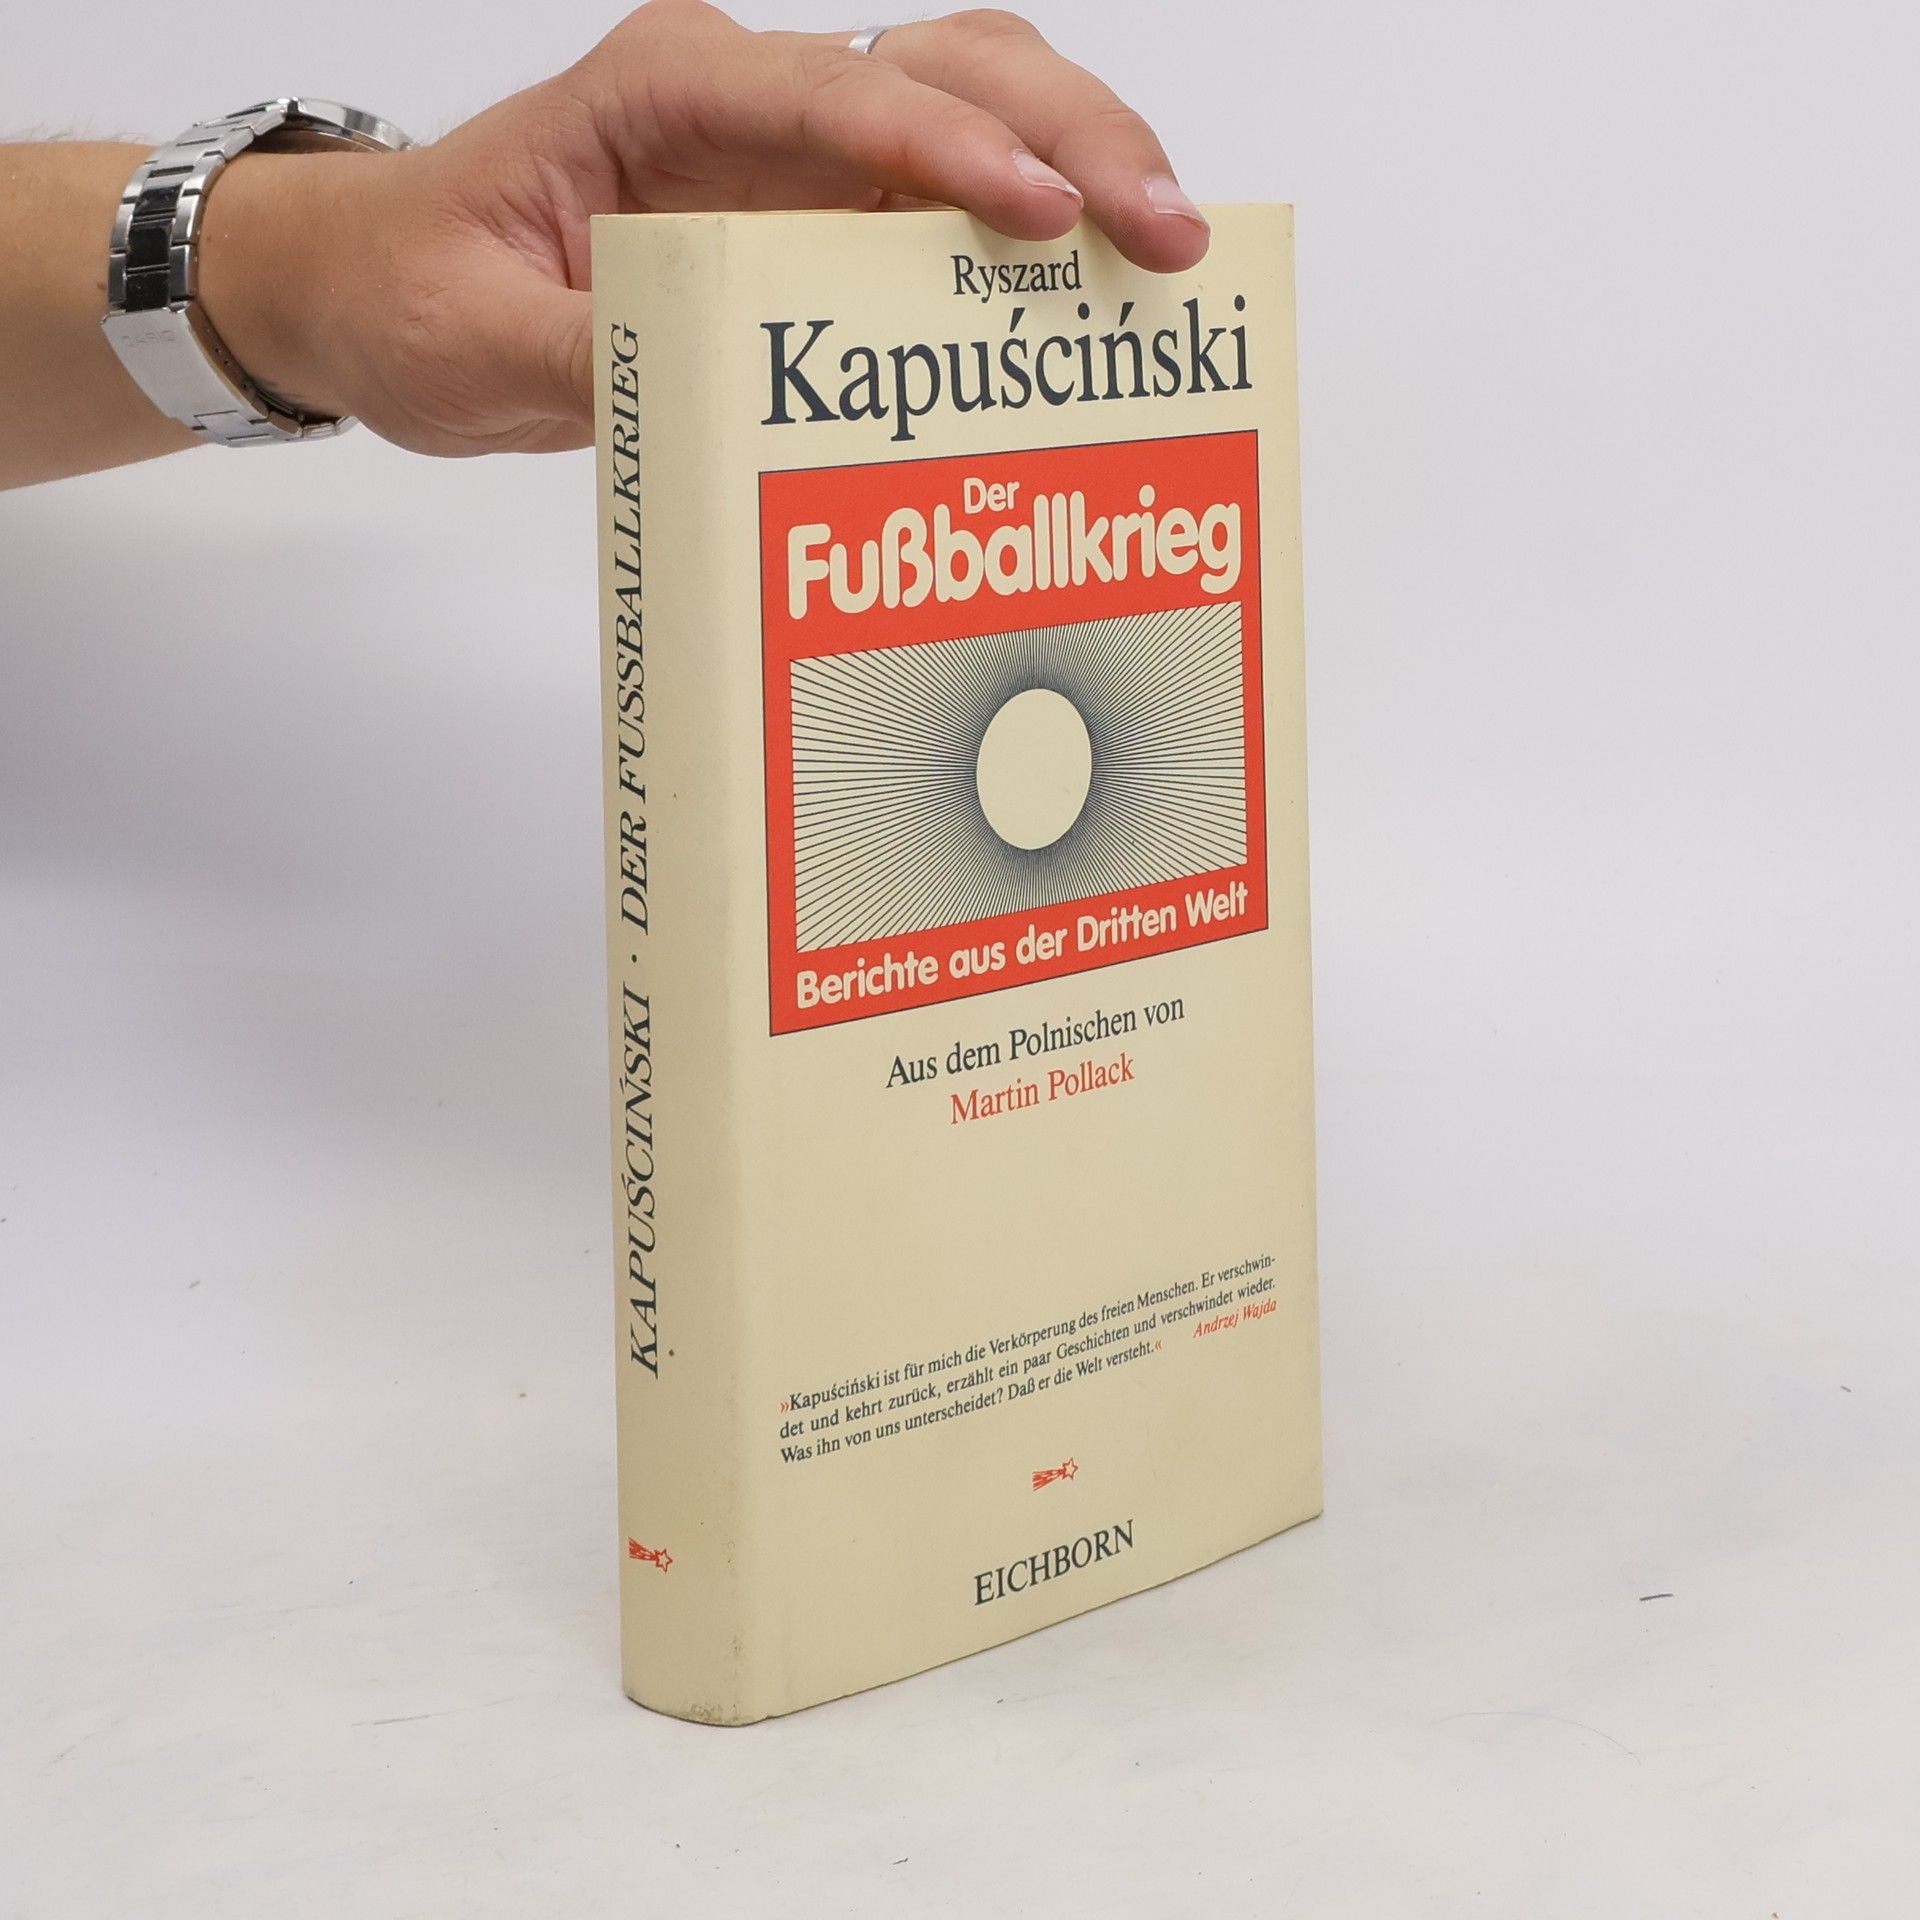 Ryszard
Kapuściński
Der
Fußballkrieg
Berichte aus der Dritten Welt
Aus dem Polnischen von
Martin Pollack
»Kapuściński ist für mich die Verkörperung des freien Menschen. Er verschwin-
det und kehrt zurück, erzählt ein paar Geschichten und verschwindet wieder.
Was ihn von uns unterscheidet? Daß er die Welt versteht.« Andrzej Wajda
EICHBORN
KAPUŚCIŃSKI · DER FUSSBALLKRIEG